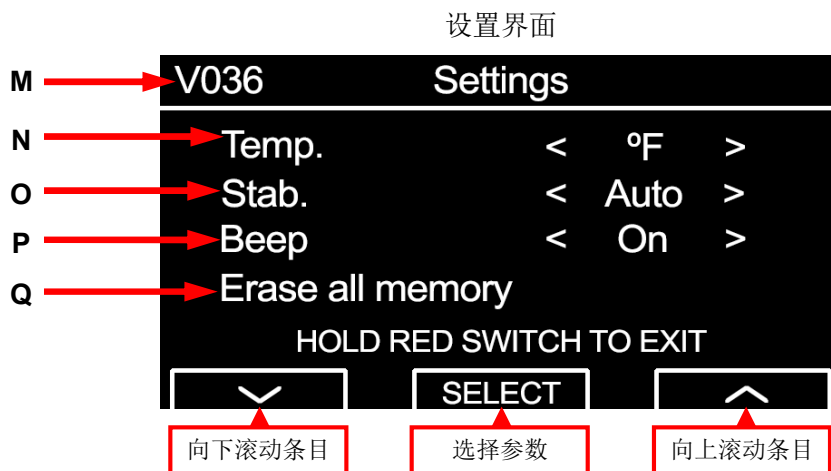 设置界面
M V036 Settings
N Temp. < ºF >
O Stab. < Auto >
P Beep < On >
Q Erase all memory
HOLD RED SWITCH TO EXIT
SELECT
向下滚动条目 选择参数 向上滚动条目